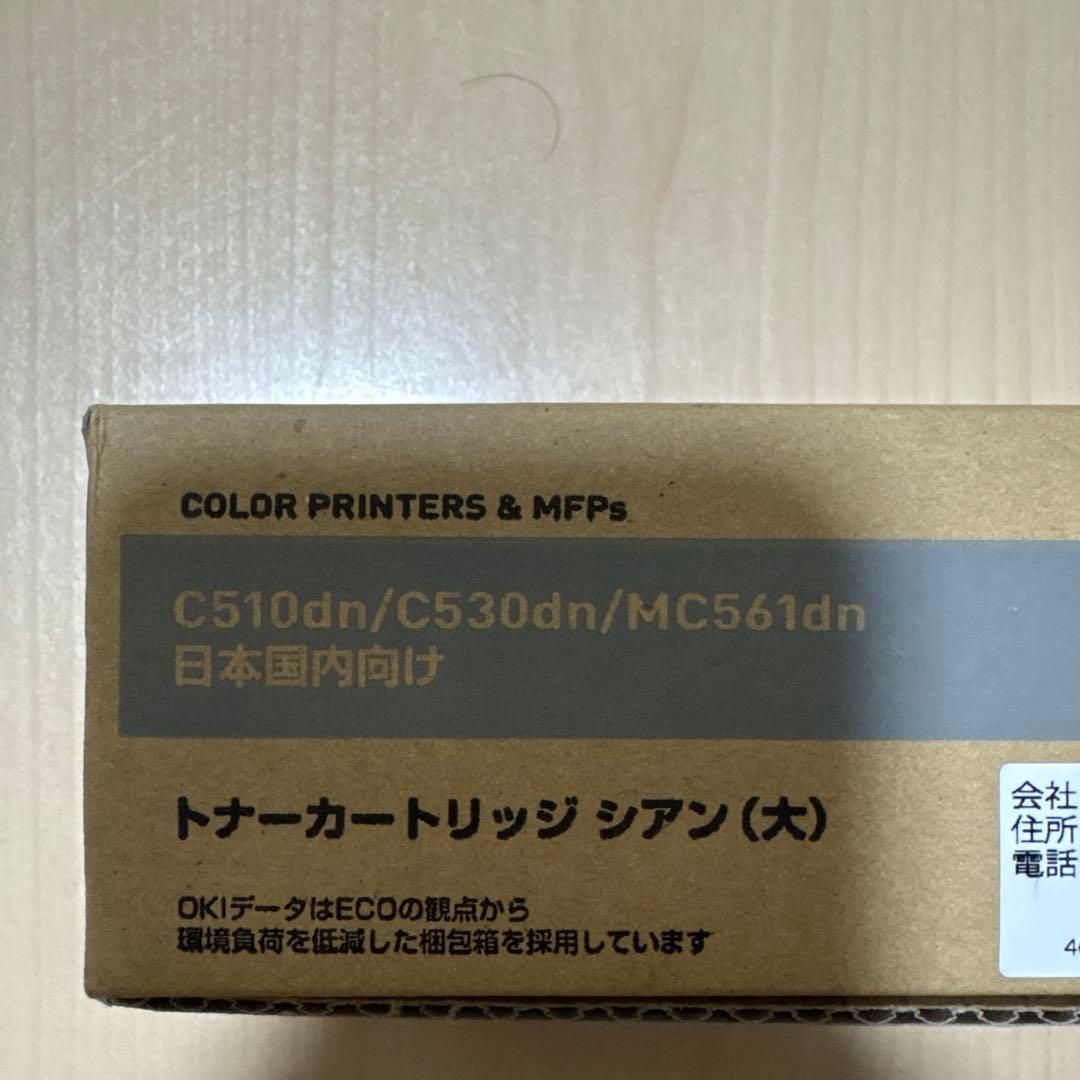 COLOR PRINTERS & MFPs
C510dn/C530dn/MC561dn
日本国内向け
トナーカートリッジ シアン(大)
OKIデータはECOの観点から
環境負荷を低減した梱包箱を採用しています
会社
住所
電話